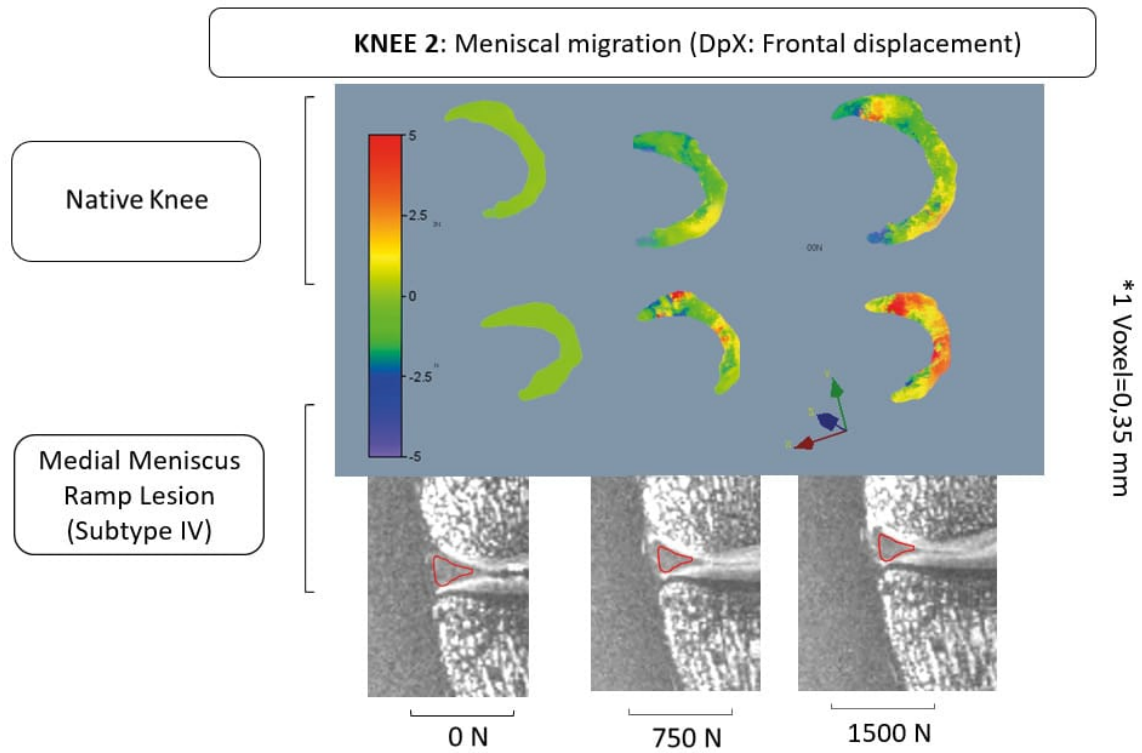 KNEE 2: Meniscal migration (DpX: Frontal displacement)
Native Knee
5
2.5
0
-2.5
-5
00N
Medial Meniscus
Ramp Lesion
(Subtype IV)
*1 Voxel=0,35 mm
0 N
750 N
1500 N